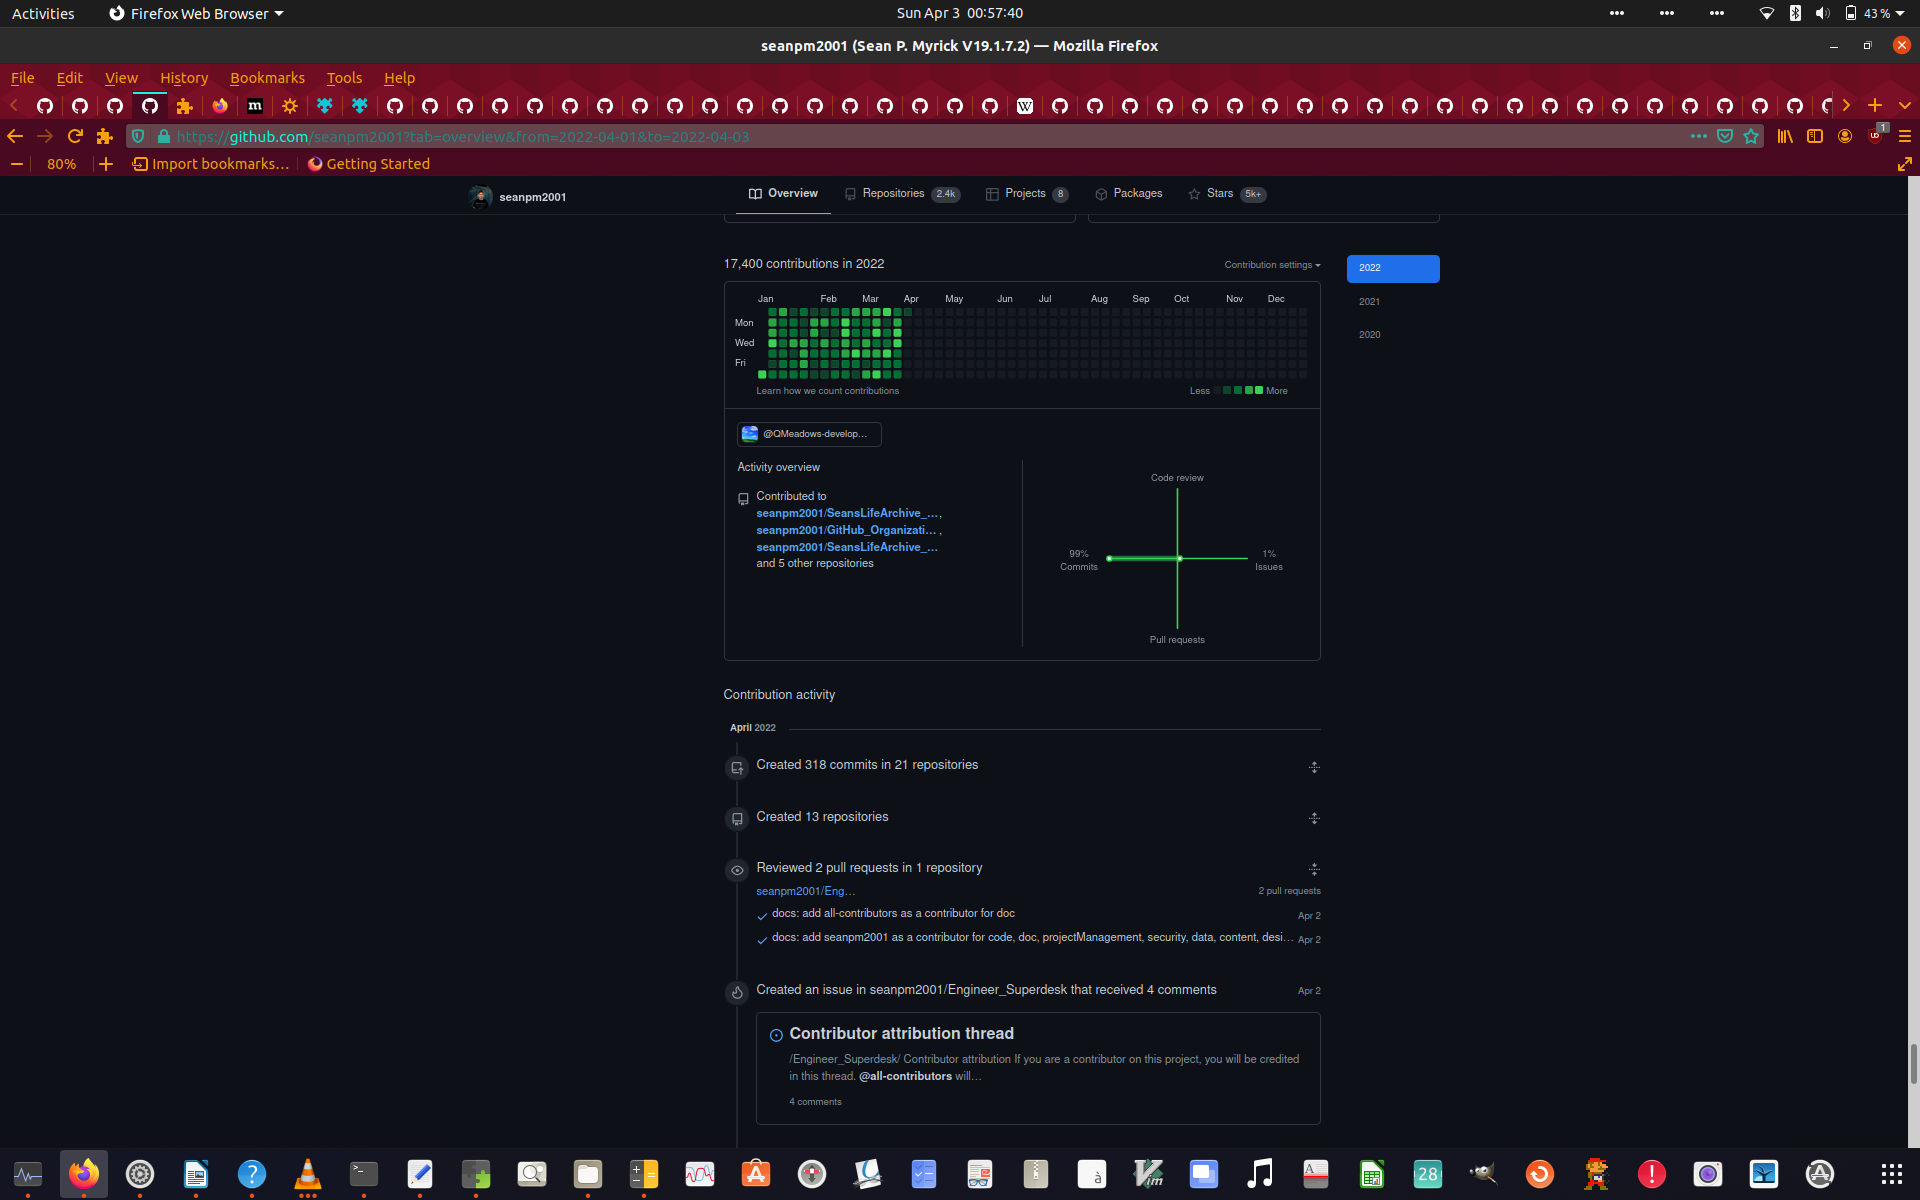 Activities
Firefox Web Browser
Sun Apr 3 00:57:40
43 %
seanpm2001 (Sean P. Myrick V19.1.7.2) — Mozilla Firefox
File Edit View History Bookmarks Tools Help
https://github.com/seanpm2001?tab=overview&from=2022-04-01&to=2022-04-03
1
80%
Import bookmarks…
Getting Started
seanpm2001
Overview
Repositories 2.4k
Projects 8
Packages
Stars 5k+
17,400 contributions in 2022
Contribution settings
2022
2021
2020
Jan Feb Mar Apr May Jun Jul Aug Sep Oct Nov Dec
Mon
Wed
Fri
Learn how we count contributions
Less More
@QMeadows-develop…
Activity overview
Contributed to
seanpm2001/SeansLifeArchive_…,
seanpm2001/GitHub_Organizati… ,
seanpm2001/SeansLifeArchive_…
and 5 other repositories
Code review
99%
Commits
1%
Issues
Pull requests
Contribution activity
April 2022
Created 318 commits in 21 repositories
Created 13 repositories
Reviewed 2 pull requests in 1 repository
seanpm2001/Eng…
2 pull requests
docs: add all-contributors as a contributor for doc
Apr 2
docs: add seanpm2001 as a contributor for code, doc, projectManagement, security, data, content, desi…
Apr 2
Created an issue in seanpm2001/Engineer_Superdesk that received 4 comments
Apr 2
Contributor attribution thread
/Engineer_Superdesk/ Contributor attribution If you are a contributor on this project, you will be credited
in this thread. @all-contributors will…
4 comments
28